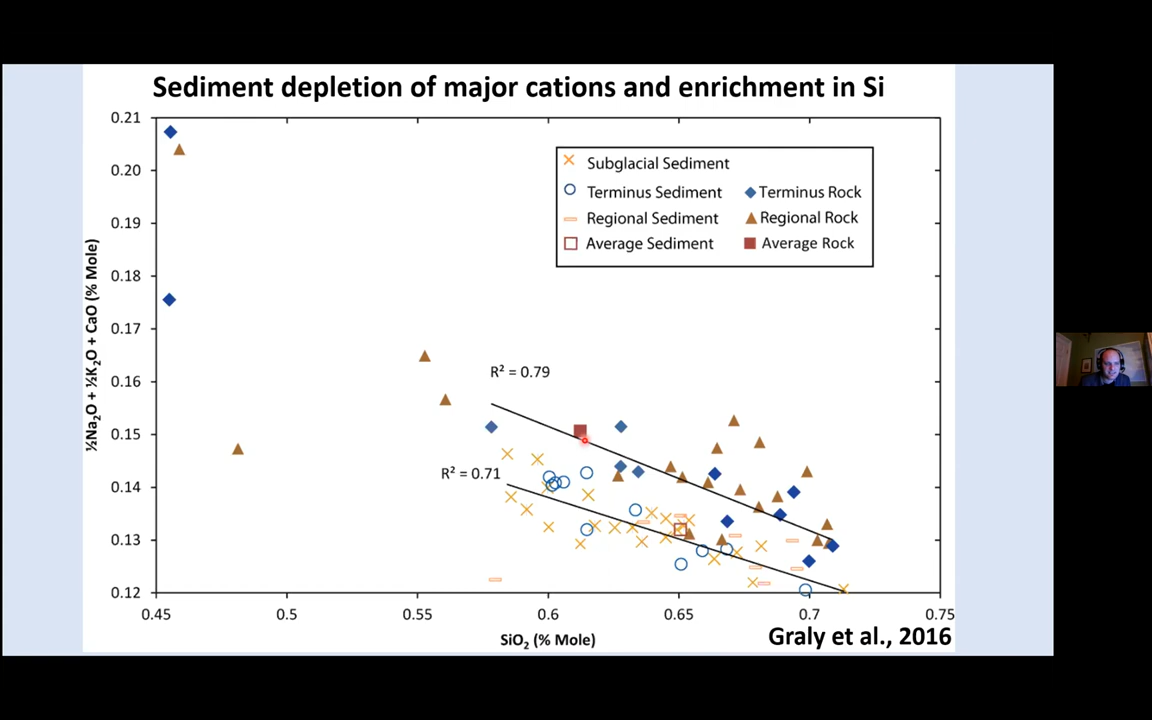 Sediment depletion of major cations and enrichment in Si
0.21
0.20
0.19
0.18
0.17
0.16
0.15
0.14
0.13
0.12
½Na₂O + ½K₂O + CaO (% Mole)
Subglacial Sediment
Terminus Sediment
Terminus Rock
Regional Sediment
Regional Rock
Average Sediment
Average Rock
R² = 0.79
R² = 0.71
0.45
0.5
0.55
0.6
0.65
0.7
0.75
SiO₂ (% Mole)
Graly et al., 2016